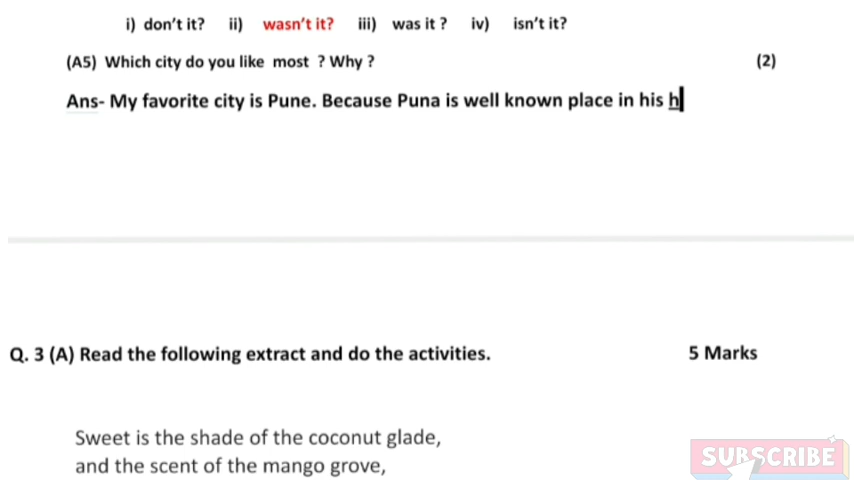 i) don't it? ii) wasn't it? iii) was it ? iv) isn't it?
(A5) Which city do you like most ? Why ? (2)
Ans- My favorite city is Pune. Because Puna is well known place in his h
Q. 3 (A) Read the following extract and do the activities. 5 Marks
Sweet is the shade of the coconut glade,
and the scent of the mango grove,
SUBSCRIBE